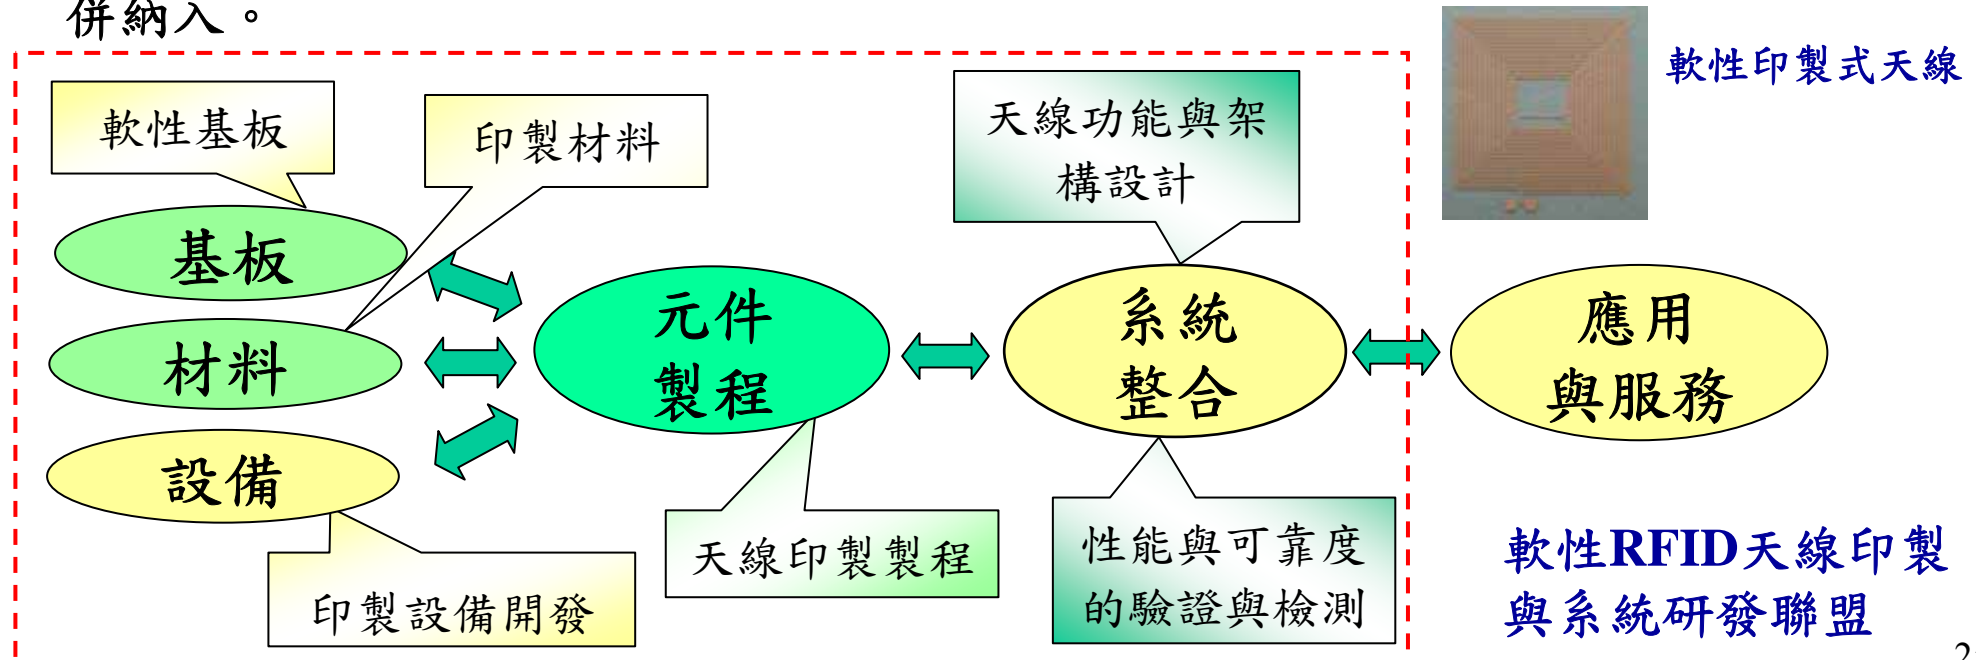 併納入。
軟性印製式天線
軟性基板
印製材料
天線功能與架
構設計
基板
材料
設備
元件
製程
系統
整合
應用
與服務
天線印製製程
印製設備開發
性能與可靠度
的驗證與檢測
軟性RFID天線印製
與系統研發聯盟